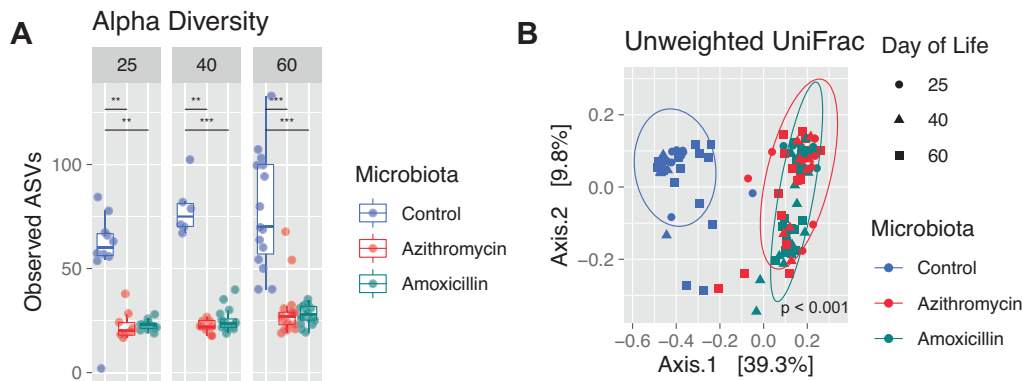 A
Alpha Diversity
25
40
60
** ** *** 
** *** ***
Observed ASVs
100
50
0
Microbiota
Control
Azithromycin
Amoxicillin
B
Unweighted UniFrac
Axis.2 [9.8%]
0.2
0.0
−0.2
p < 0.001
−0.6 −0.4 −0.2 0.0 0.2
Axis.1 [39.3%]
Day of Life
25
40
60
Microbiota
Control
Azithromycin
Amoxicillin